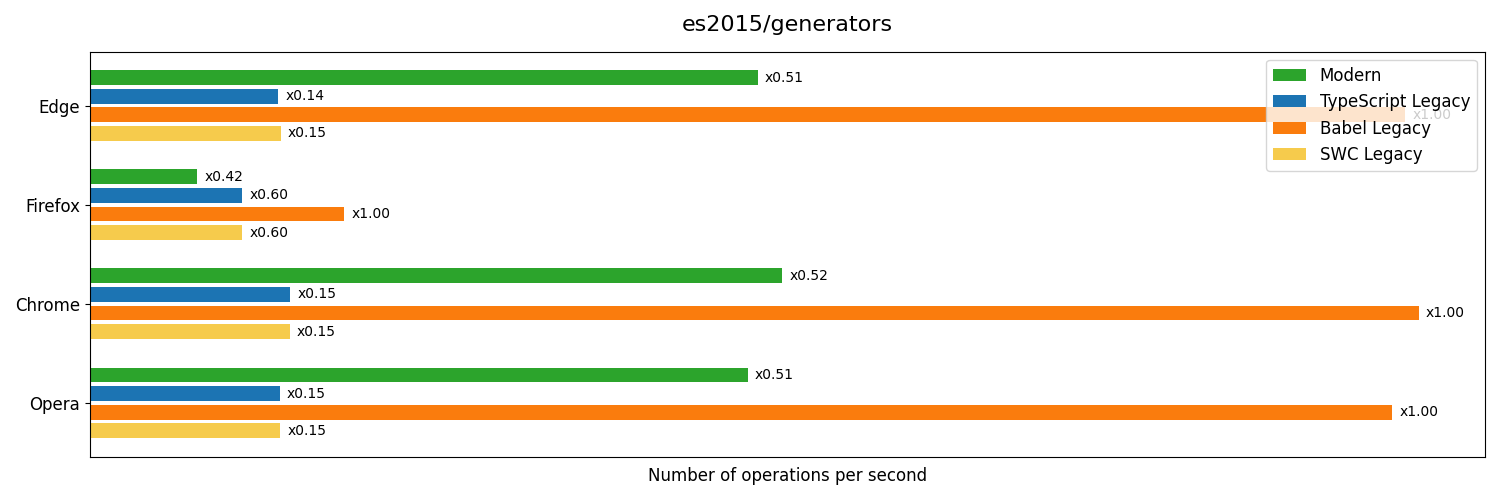 es2015/generators
Modern
TypeScript Legacy
Babel Legacy
SWC Legacy
Edge
x0.51
x0.14
x1.00
x0.15
Firefox
x0.42
x0.60
x1.00
x0.60
Chrome
x0.52
x0.15
x1.00
x0.15
Opera
x0.51
x0.15
x1.00
x0.15
Number of operations per second